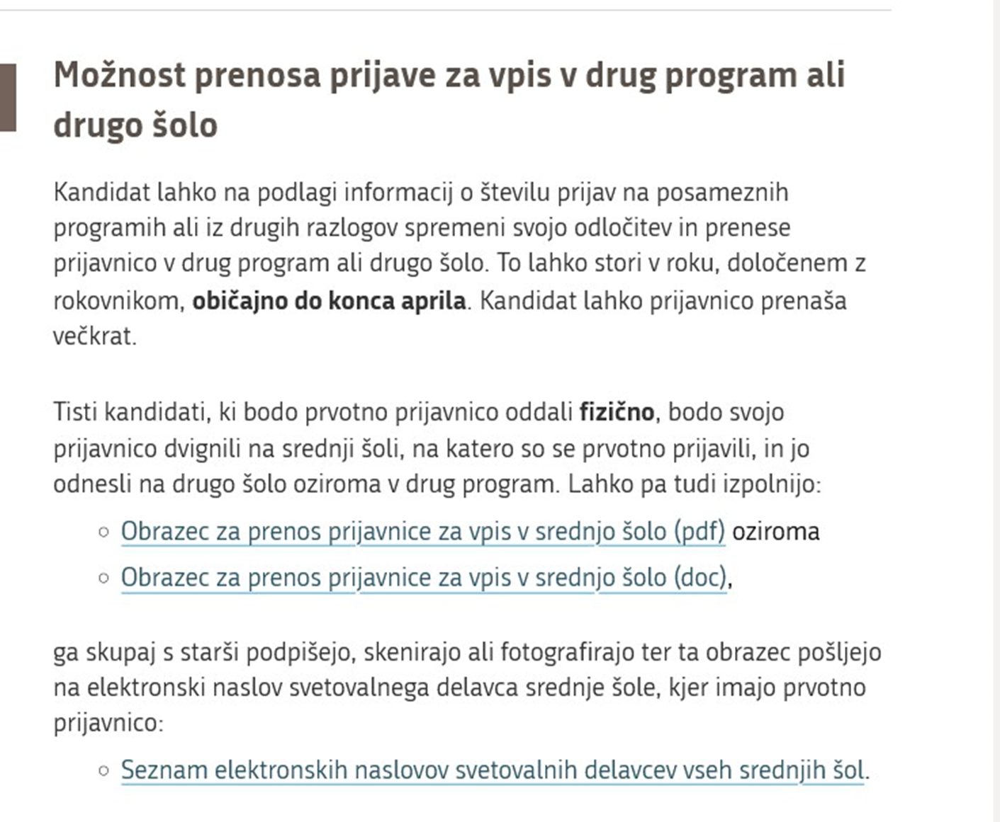 Možnost prenosa prijave za vpis v drug program ali
drugo šolo
Kandidat lahko na podlagi informacij o številu prijav na posameznih
programih ali iz drugih razlogov spremeni svojo odločitev in prenese
prijavnico v drug program ali drugo šolo. To lahko stori v roku, določenem z
rokovnikom, običajno do konca aprila. Kandidat lahko prijavnico prenaša
večkrat.
Tisti kandidati, ki bodo prvotno prijavnico oddali fizično, bodo svojo
prijavnico dvignili na srednji šoli, na katero so se prvotno prijavili, in jo
odnesli na drugo šolo oziroma v drug program. Lahko pa tudi izpolnijo:
Obrazec za prenos prijavnice za vpis v srednjo šolo (pdf) oziroma
Obrazec za prenos prijavnice za vpis v srednjo šolo (doc),
ga skupaj s starši podpišejo, skenirajo ali fotografirajo ter ta obrazec pošljejo
na elektronski naslov svetovalnega delavca srednje šole, kjer imajo prvotno
prijavnico:
Seznam elektronskih naslovov svetovalnih delavcev vseh srednjih šol.